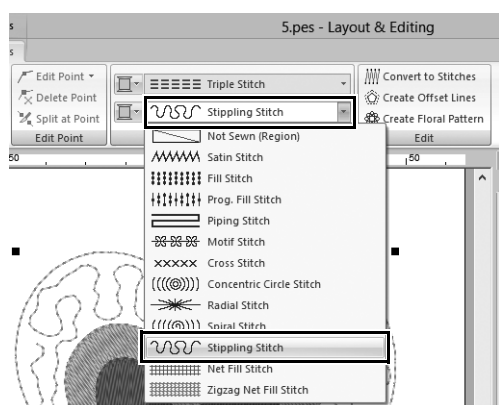 s
5.pes - Layout & Editing
s
Edit Point
Triple Stitch
Convert to Stitches
Delete Point
Create Offset Lines
Split at Point
Stippling Stitch
Create Floral Pattern
Edit Point
Edit
50
50
Not Sewn (Region)
Satin Stitch
Fill Stitch
Prog. Fill Stitch
Piping Stitch
Motif Stitch
Cross Stitch
Concentric Circle Stitch
Radial Stitch
Spiral Stitch
Stippling Stitch
Net Fill Stitch
Zigzag Net Fill Stitch